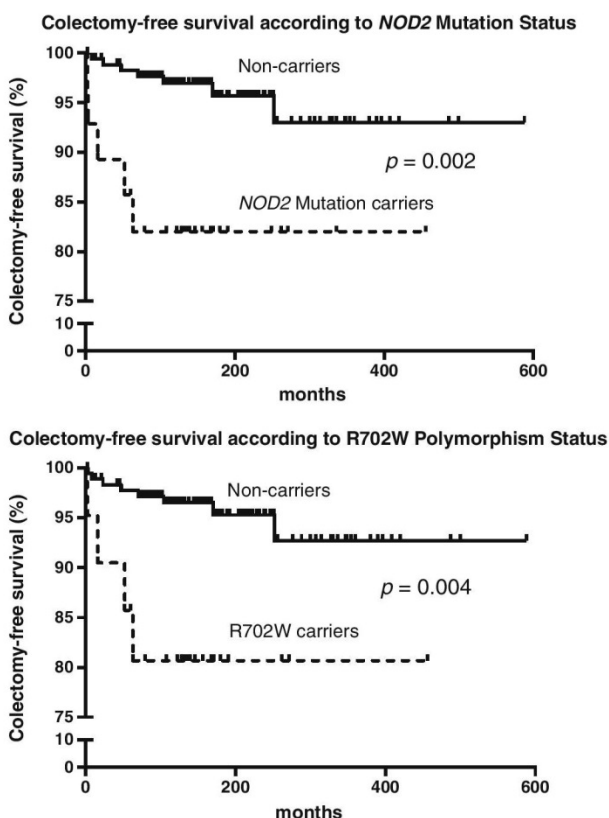 Colectomy-free survival according to NOD2 Mutation Status
Colectomy-free survival (%)
100
95
90
85
80
75
10
0
Non-carriers
p = 0.002
NOD2 Mutation carriers
0
200
400
600
months
Colectomy-free survival according to R702W Polymorphism Status
Colectomy-free survival (%)
100
95
90
85
80
75
10
0
Non-carriers
p = 0.004
R702W carriers
0
200
400
600
months